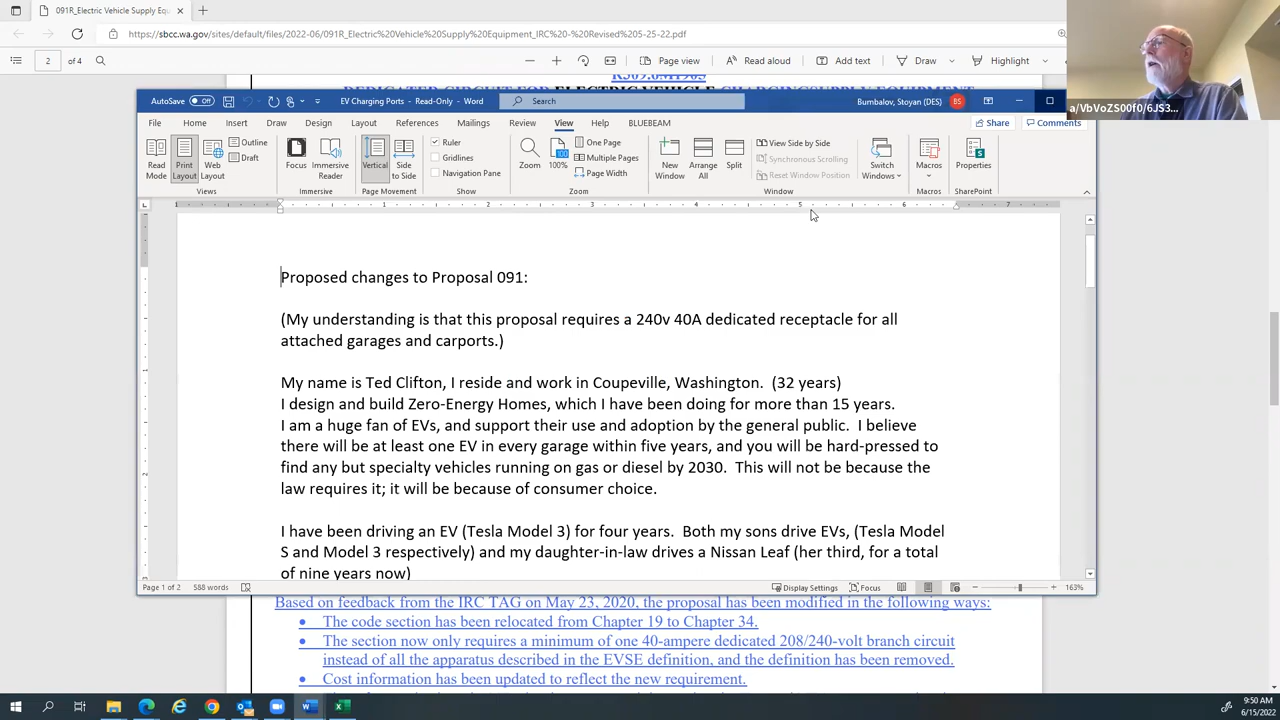 091R_Electric Vehicle Supply Equ
https://sbcc.wa.gov/sites/default/files/2022-06/091R_Electric%20Vehicle%20Supply%20Equipment_IRC%20-%20Revised%205-25-22.pdf
2 of 4
Page view
Read aloud
Add text
Draw
Highlight
a/VbVoZS00f0/6JS3...
AutoSave Off
EV Charging Ports - Read-Only - Word
Search
Bumbalov, Stoyan (DES)
BS
File Home Insert Draw Design Layout References Mailings Review View Help BLUEBEAM
Share
Comments
Read Mode
Print Layout
Web Layout
Outline
Draft
Views
Focus
Immersive Reader
Immersive
Vertical
Side to Side
Page Movement
Ruler
Gridlines
Navigation Pane
Show
Zoom
100%
One Page
Multiple Pages
Page Width
Zoom
New Window
Arrange All
Split
View Side by Side
Synchronous Scrolling
Reset Window Position
Switch Windows
Window
Macros
Macros
Properties
SharePoint
1 1 2 3 4 5 6 7
Proposed changes to Proposal 091:
(My understanding is that this proposal requires a 240v 40A dedicated receptacle for all
attached garages and carports.)
My name is Ted Clifton, I reside and work in Coupeville, Washington. (32 years)
I design and build Zero-Energy Homes, which I have been doing for more than 15 years.
I am a huge fan of EVs, and support their use and adoption by the general public. I believe
there will be at least one EV in every garage within five years, and you will be hard-pressed to
find any but specialty vehicles running on gas or diesel by 2030. This will not be because the
law requires it; it will be because of consumer choice.
I have been driving an EV (Tesla Model 3) for four years. Both my sons drive EVs, (Tesla Model
S and Model 3 respectively) and my daughter-in-law drives a Nissan Leaf (her third, for a total
of nine years now)
Page 1 of 2
588 words
Display Settings
Focus
163%
Based on feedback from the IRC TAG on May 23, 2020, the proposal has been modified in the following ways:
• The code section has been relocated from Chapter 19 to Chapter 34.
• The section now only requires a minimum of one 40-ampere dedicated 208/240-volt branch circuit
instead of all the apparatus described in the EVSE definition, and the definition has been removed.
• Cost information has been updated to reflect the new requirement.
9:50 AM
6/15/2022